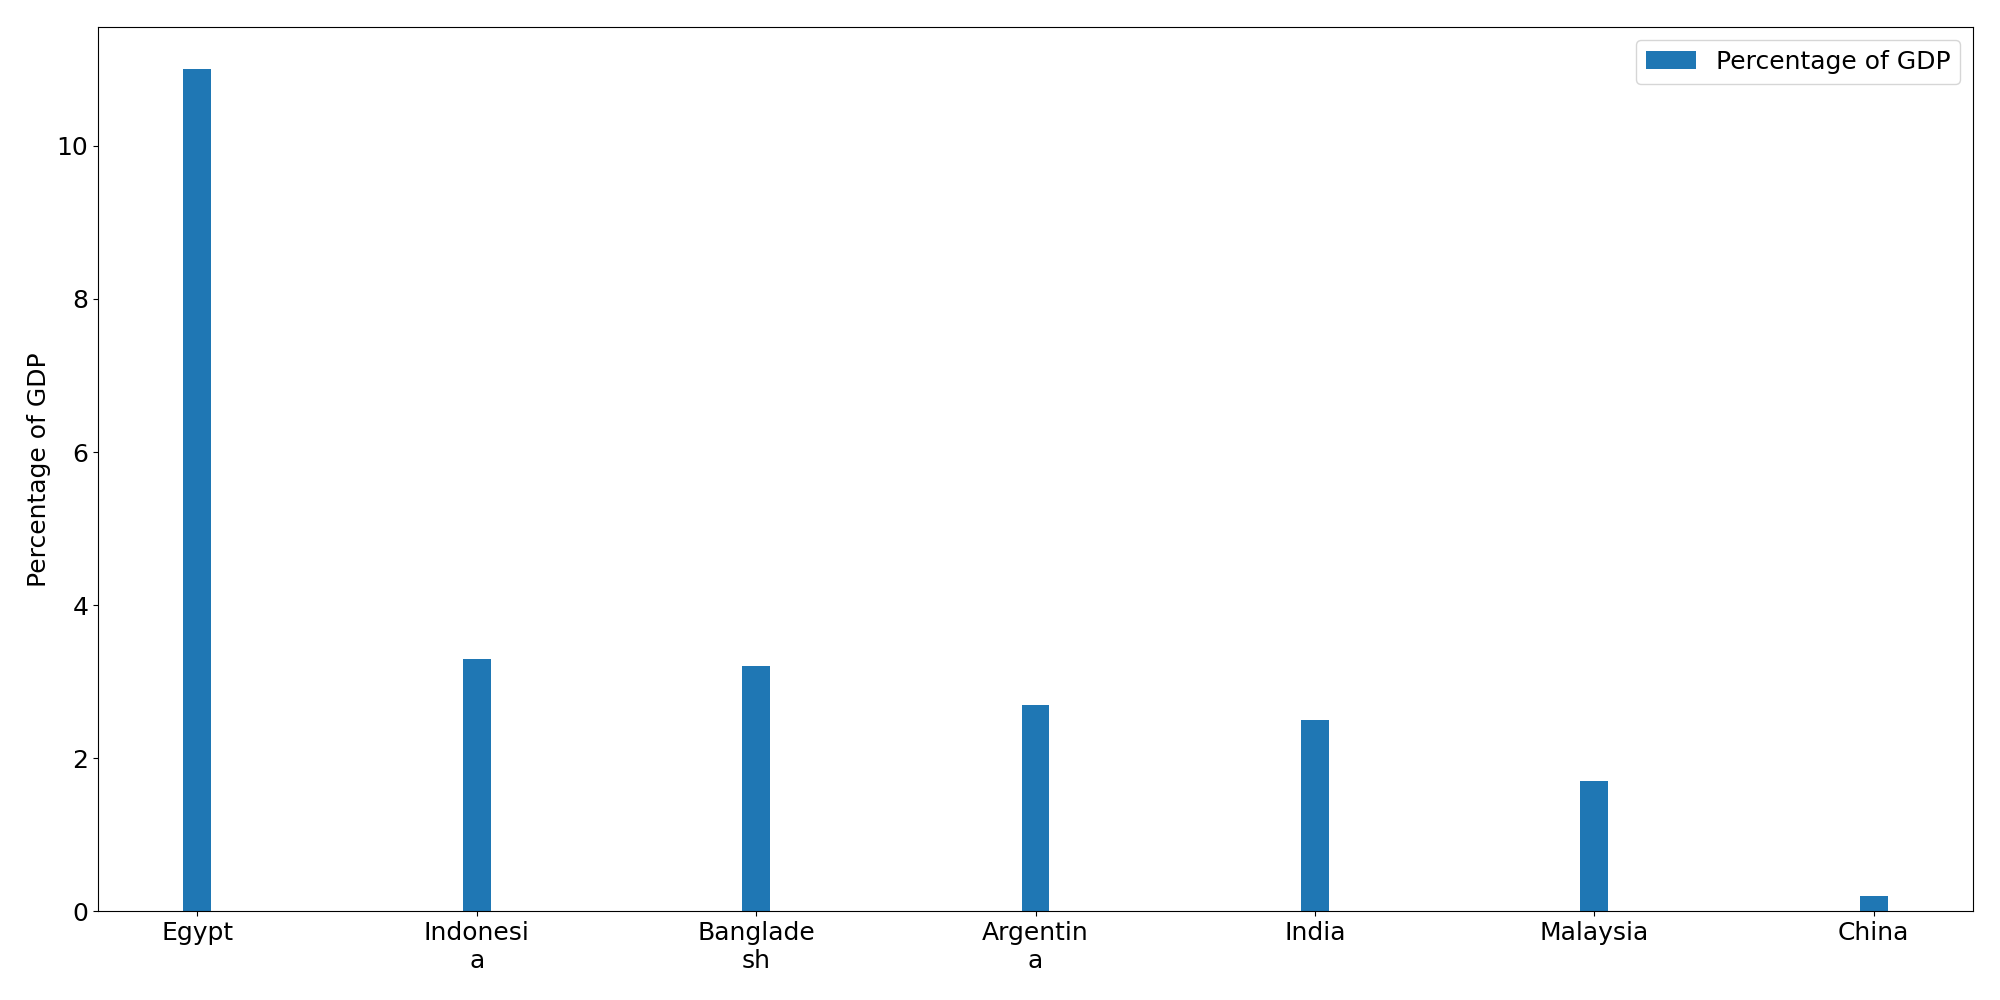 Percentage of GDP
Percentage of GDP
10
8
6
4
2
0
Egypt
Indonesi
a
Banglade
sh
Argentin
a
India
Malaysia
China